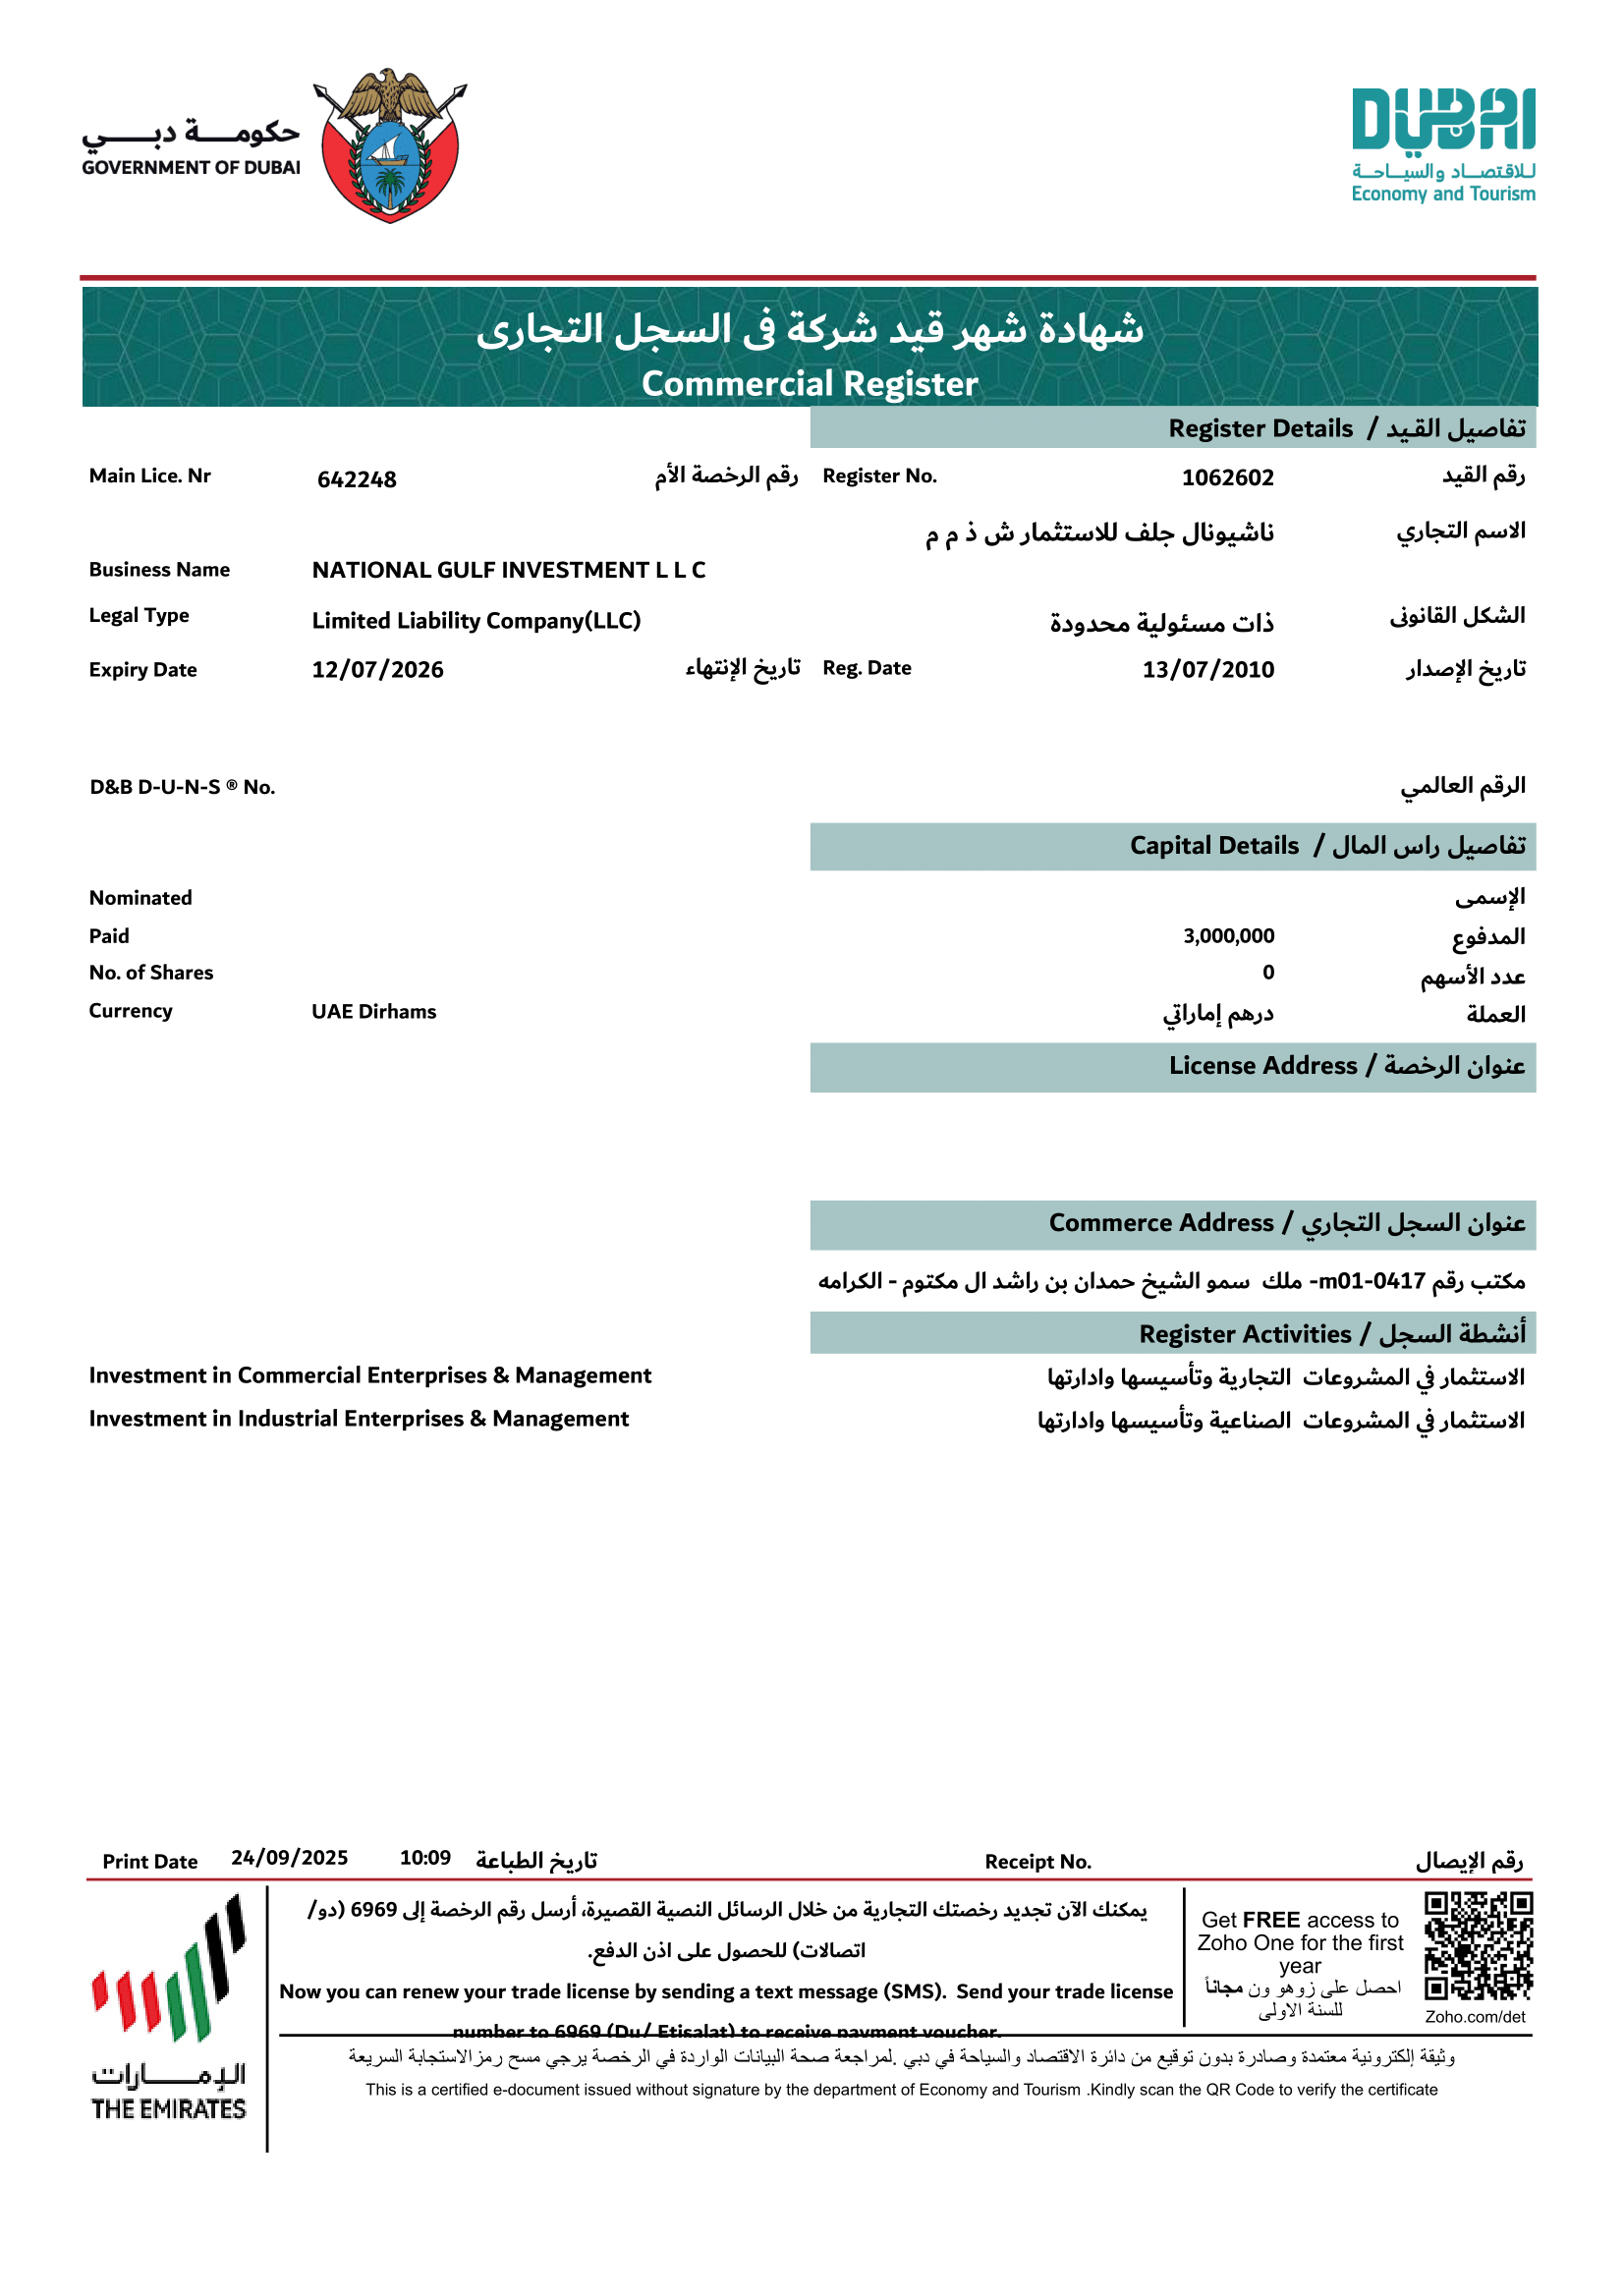 حكومة دبي
GOVERNMENT OF DUBAI
DUBAI
للاقتصاد والسياحة
Economy and Tourism
شهادة شهر قيد شركة فى السجل التجارى
Commercial Register
Register Details / تفاصيل القيد
Main Lice. Nr 642248 رقم الرخصة الأم Register No. 1062602 رقم القيد
ناشيونال جلف للاستثمار ش ذ م م الاسم التجاري
Business Name NATIONAL GULF INVESTMENT L L C
Legal Type Limited Liability Company(LLC) ذات مسئولية محدودة الشكل القانونى
Expiry Date 12/07/2026 تاريخ الإنتهاء Reg. Date 13/07/2010 تاريخ الإصدار
D&B D-U-N-S ® No. الرقم العالمي
Capital Details / تفاصيل راس المال
Nominated الإسمى
Paid 3,000,000 المدفوع
No. of Shares 0 عدد الأسهم
Currency UAE Dirhams درهم إماراتي العملة
License Address / عنوان الرخصة
Commerce Address / عنوان السجل التجاري
مكتب رقم m01-0417- ملك سمو الشيخ حمدان بن راشد ال مكتوم - الكرامه
Register Activities / أنشطة السجل
Investment in Commercial Enterprises & Management الاستثمار في المشروعات التجارية وتأسيسها وادارتها
Investment in Industrial Enterprises & Management الاستثمار في المشروعات الصناعية وتأسيسها وادارتها
Print Date 24/09/2025 10:09 تاريخ الطباعة Receipt No. رقم الإيصال
يمكنك الآن تجديد رخصتك التجارية من خلال الرسائل النصية القصيرة، أرسل رقم الرخصة إلى 6969 (دو/
اتصالات) للحصول على اذن الدفع.
Now you can renew your trade license by sending a text message (SMS). Send your trade license
number to 6969 (Du/ Etisalat) to receive payment voucher.
Get FREE access to
Zoho One for the first
year
احصل على زوهو ون مجاناً
للسنة الاولى
Zoho.com/det
وثيقة إلكترونية معتمدة وصادرة بدون توقيع من دائرة الاقتصاد والسياحة في دبي .لمراجعة صحة البيانات الواردة في الرخصة يرجي مسح رمزالاستجابة السريعة
This is a certified e-document issued without signature by the department of Economy and Tourism .Kindly scan the QR Code to verify the certificate
الإمارات
THE EMIRATES